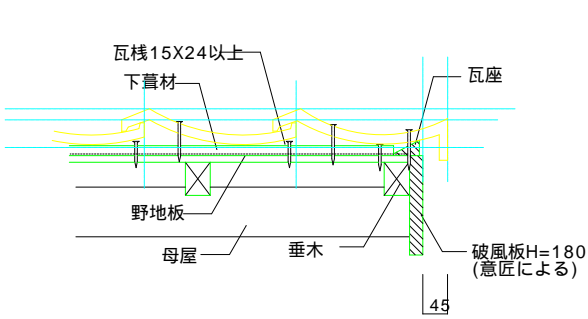 瓦桟15X24以上
下葺材
瓦座
野地板
母屋
垂木
破風板H=180
(意匠による)
45